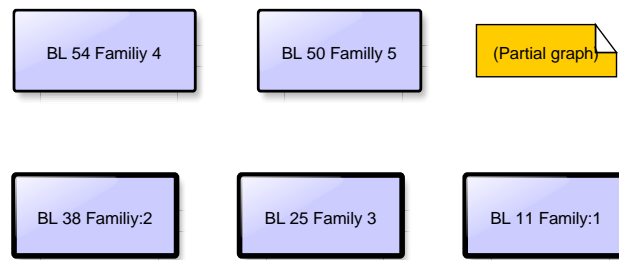 BL 54 Familiy 4
BL 50 Familly 5
(Partial graph)
BL 38 Familiy:2
BL 25 Family 3
BL 11 Family:1